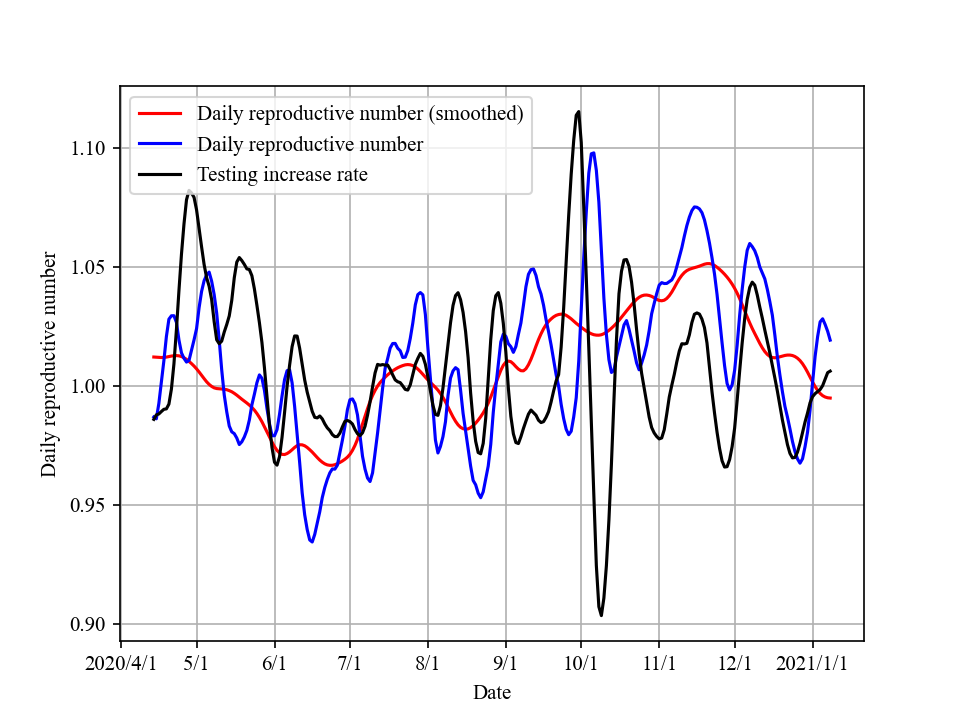 Daily reproductive number (smoothed)
Daily reproductive number
Testing increase rate
Daily reproductive number
1.10
1.05
1.00
0.95
0.90
2020/4/1 5/1 6/1 7/1 8/1 9/1 10/1 11/1 12/1 2021/1/1
Date